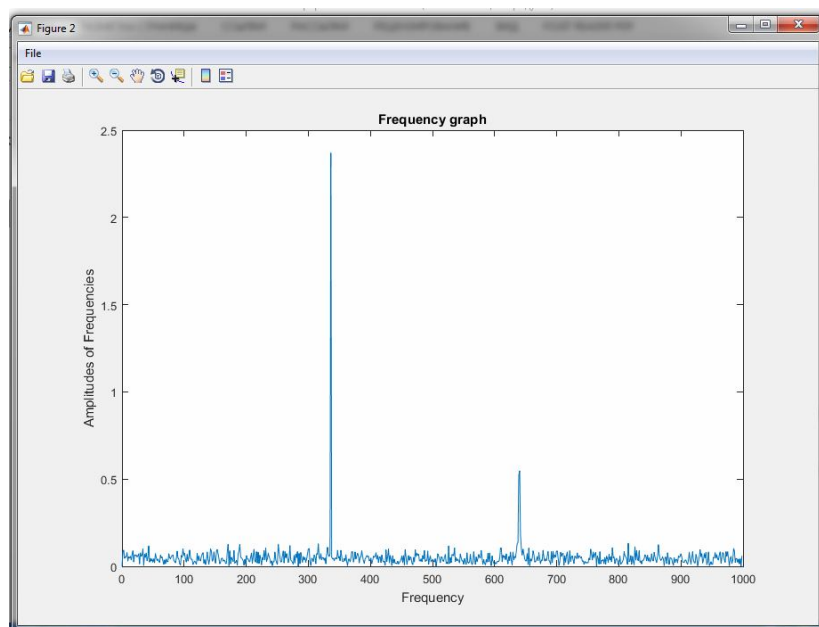 Figure 2
File
Frequency graph
2.5
2
1.5
1
0.5
0
Amplitudes of Frequencies
0 100 200 300 400 500 600 700 800 900 1000
Frequency